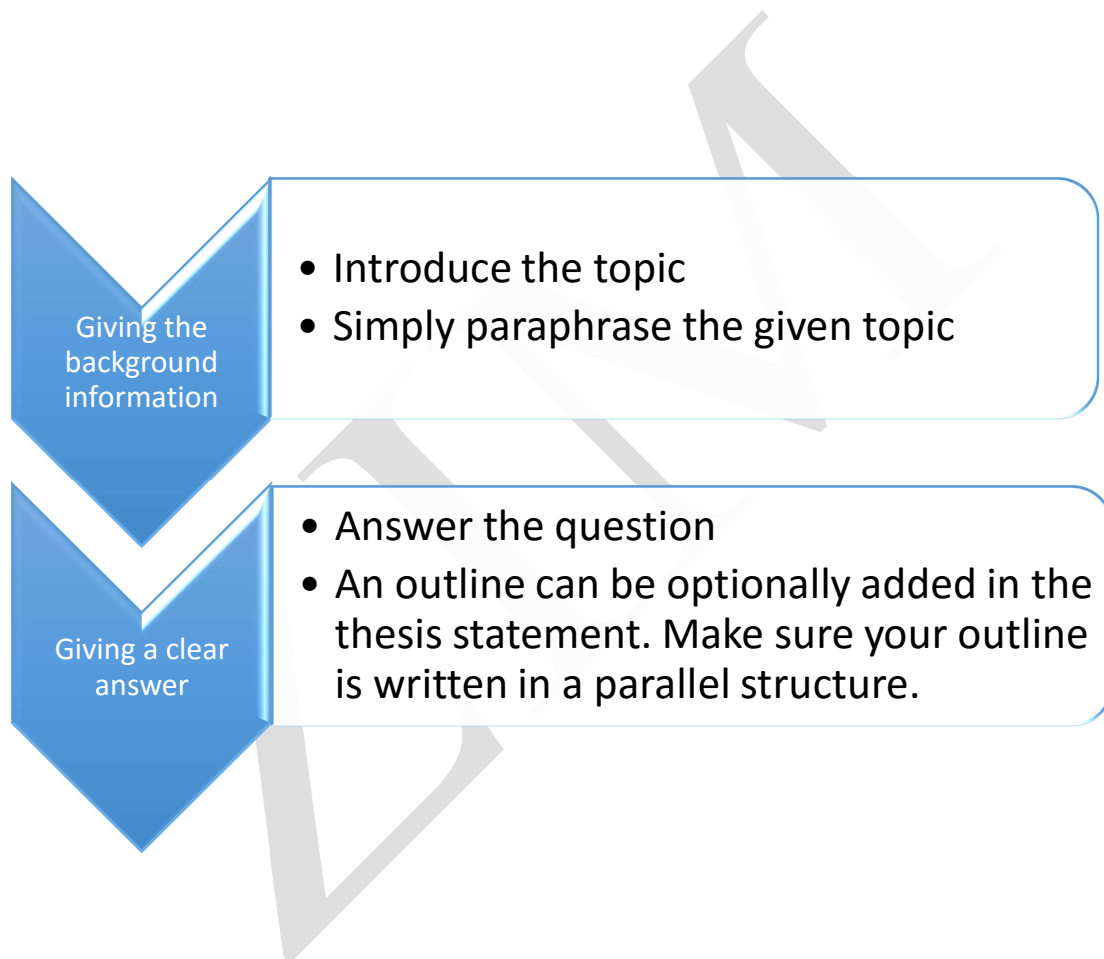 Giving the
background
information
• Introduce the topic
• Simply paraphrase the given topic
Giving a clear
answer
• Answer the question
• An outline can be optionally added in the
thesis statement. Make sure your outline
is written in a parallel structure.
ZIM